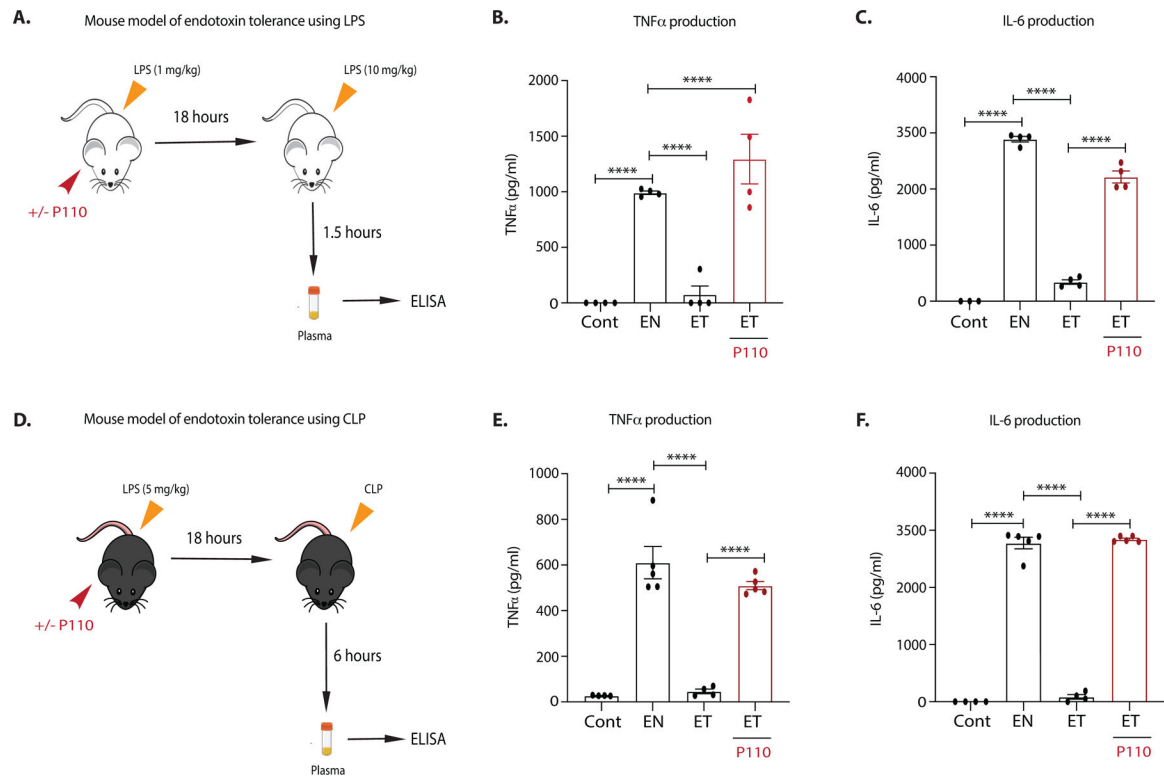 A.
Mouse model of endotoxin tolerance using LPS
LPS (1 mg/kg)
LPS (10 mg/kg)
18 hours
+/- P110
1.5 hours
ELISA
Plasma
B.
TNFα production
TNFα (pg/ml)
2000
1500
1000
500
0
****
****
****
Cont EN ET ET
P110
C.
IL-6 production
IL-6 (pg/ml)
4000
3500
2000
3000
0
****
****
****
Cont EN ET ET
P110
D.
Mouse model of endotoxin tolerance using CLP
LPS (5 mg/kg)
CLP
18 hours
+/- P110
6 hours
ELISA
Plasma
E.
TNFα production
TNFα (pg/ml)
1000
800
600
400
200
0
****
****
****
Cont EN ET ET
P110
F.
IL-6 production
IL-6 (pg/ml)
4000
3500
2000
3000
0
****
****
****
Cont EN ET ET
P110